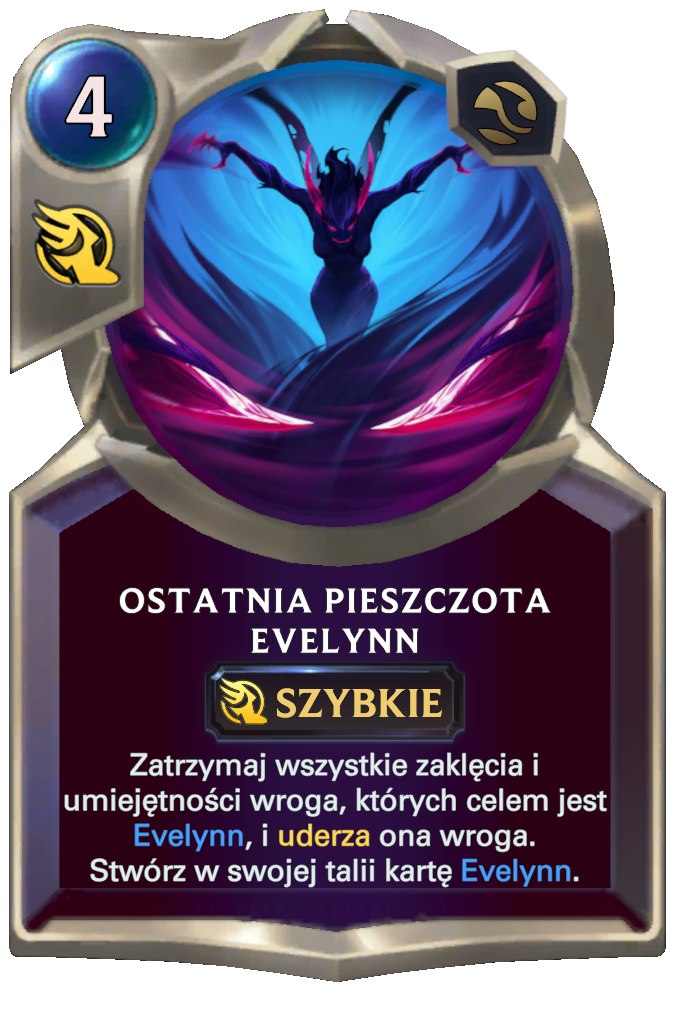 4
OSTATNIA PIESZCZOTA
EVELYNN
SZYBKIE
Zatrzymaj wszystkie zaklęcia i
umiejętności wroga, których celem jest
Evelynn, i uderza ona wroga.
Stwórz w swojej talii kartę Evelynn.